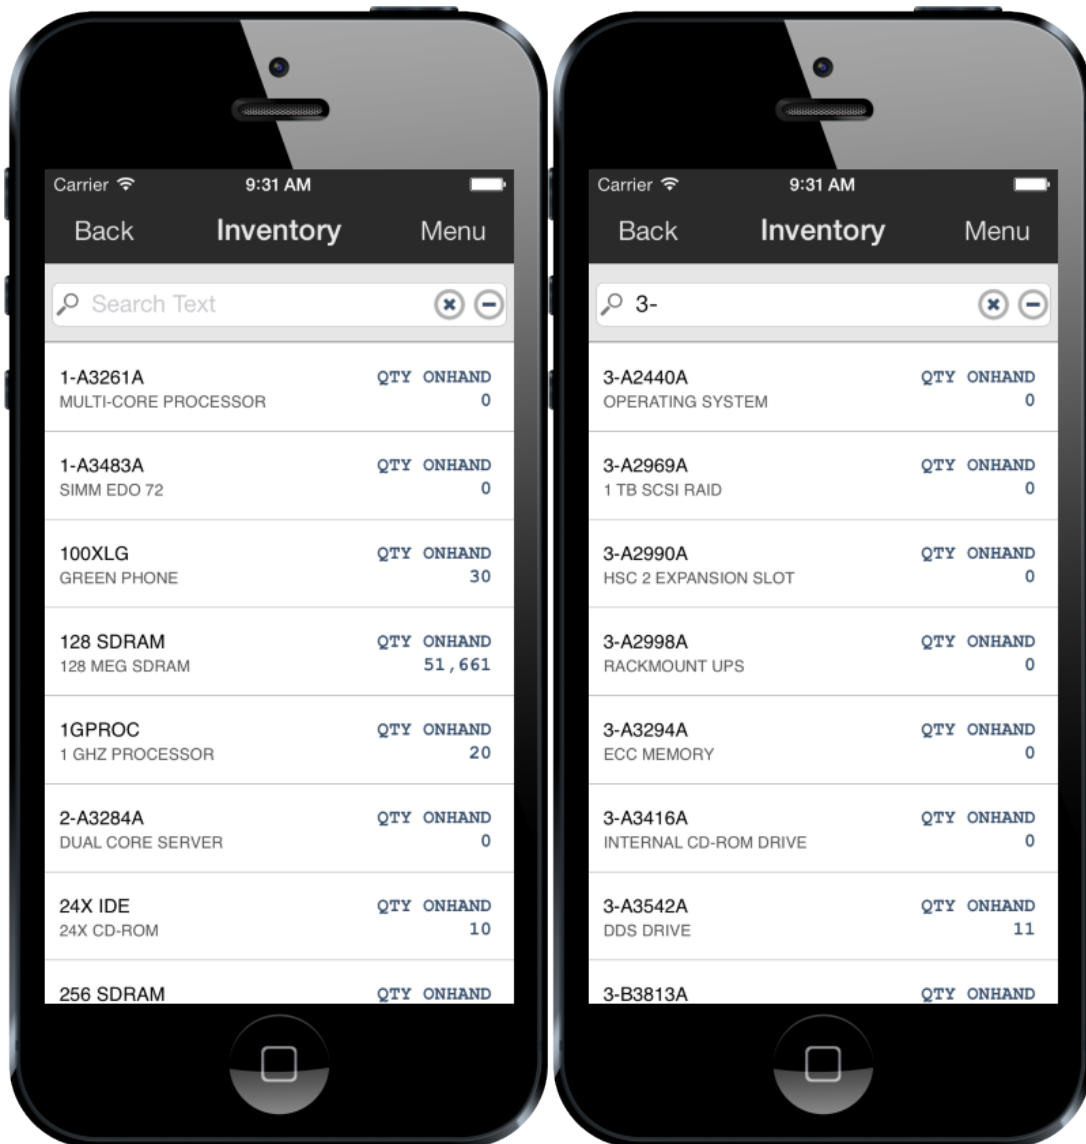 Carrier 9:31 AM
Back Inventory Menu
Search Text
1-A3261A QTY ONHAND
MULTI-CORE PROCESSOR 0
1-A3483A QTY ONHAND
SIMM EDO 72 0
100XLG QTY ONHAND
GREEN PHONE 30
128 SDRAM QTY ONHAND
128 MEG SDRAM 51,661
1GPROC QTY ONHAND
1 GHZ PROCESSOR 20
2-A3284A QTY ONHAND
DUAL CORE SERVER 0
24X IDE QTY ONHAND
24X CD-ROM 10
256 SDRAM QTY ONHAND
Carrier 9:31 AM
Back Inventory Menu
3-
3-A2440A QTY ONHAND
OPERATING SYSTEM 0
3-A2969A QTY ONHAND
1 TB SCSI RAID 0
3-A2990A QTY ONHAND
HSC 2 EXPANSION SLOT 0
3-A2998A QTY ONHAND
RACKMOUNT UPS 0
3-A3294A QTY ONHAND
ECC MEMORY 0
3-A3416A QTY ONHAND
INTERNAL CD-ROM DRIVE 0
3-A3542A QTY ONHAND
DDS DRIVE 11
3-B3813A QTY ONHAND